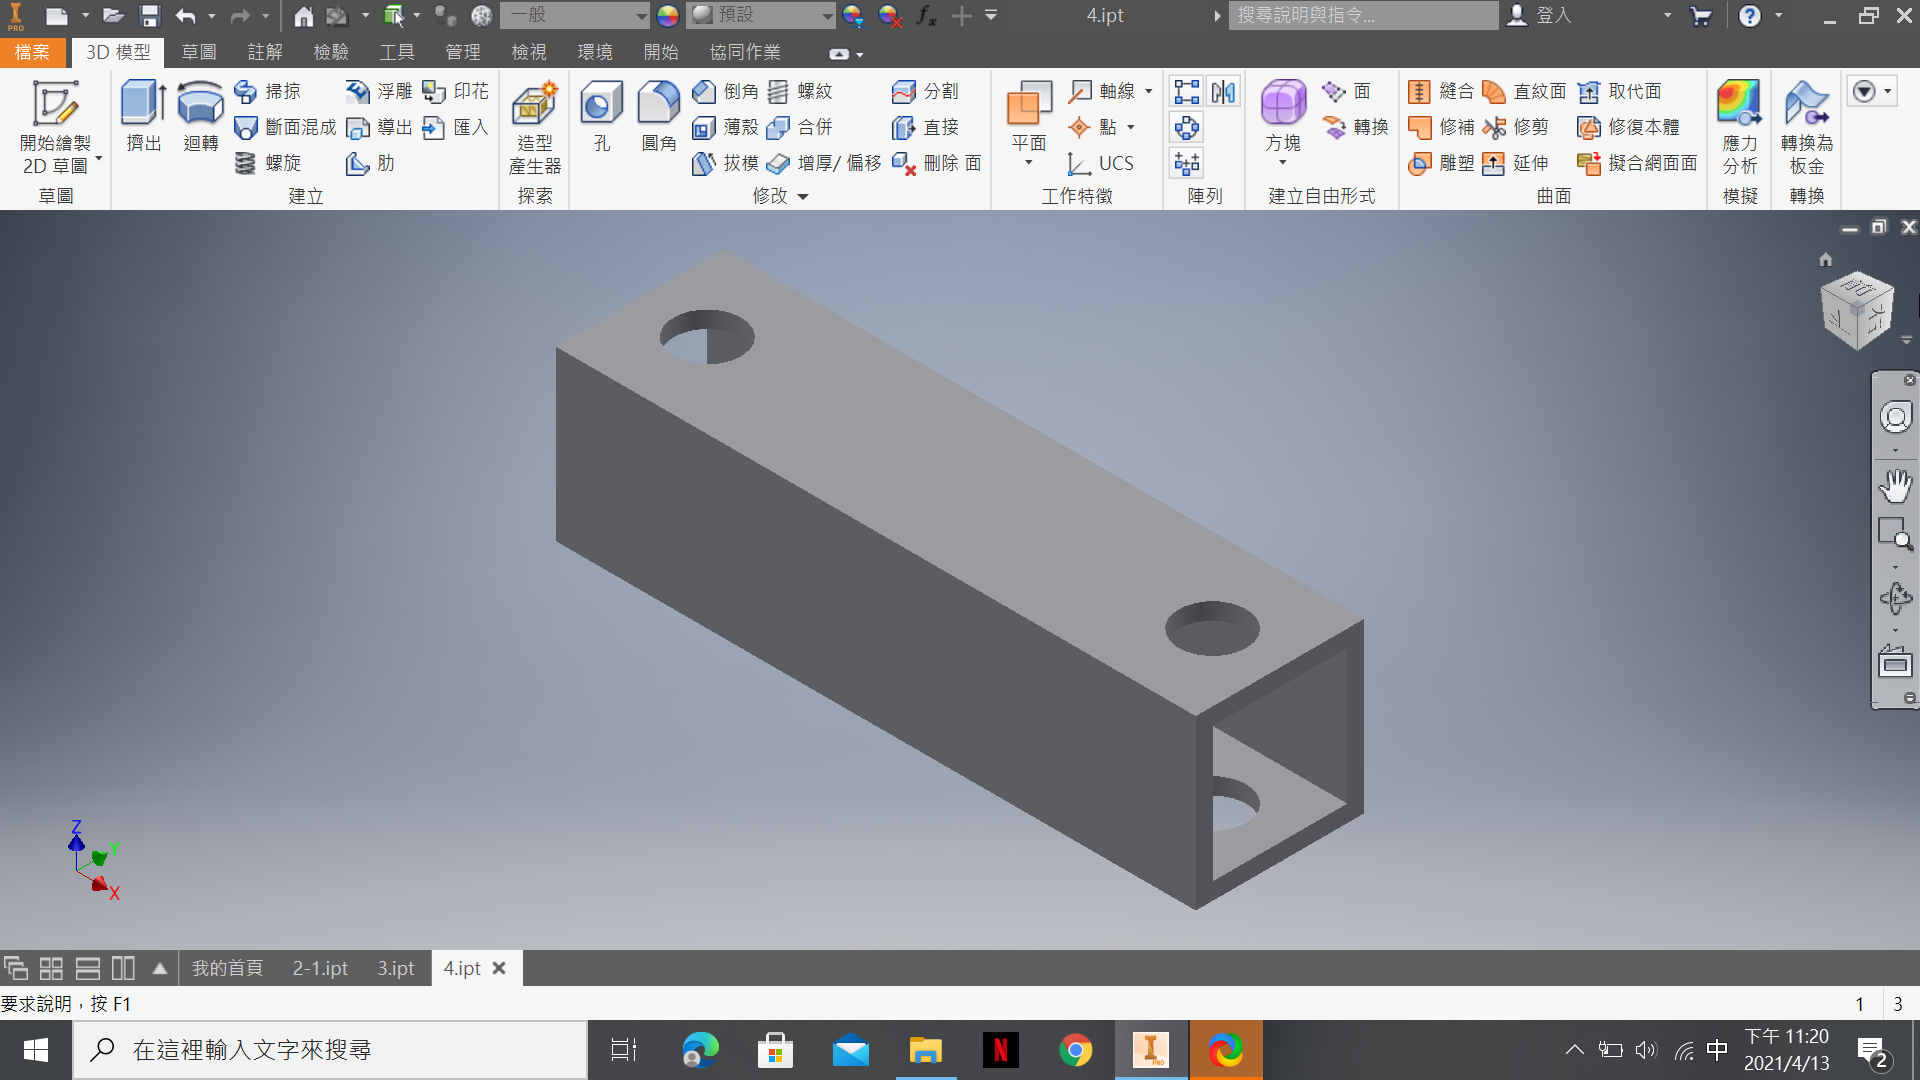 PRO
一般
預設
4.ipt
搜尋說明與指令...
登入
檔案
3D 模型
草圖
註解
檢驗
工具
管理
檢視
環境
開始
協同作業
開始繪製
2D 草圖
擠出
迴轉
掃掠
斷面混成
螺旋
浮雕
導出
肋
印花
匯入
造型
產生器
孔
圓角
倒角
薄殼
拔模
螺紋
合併
增厚/ 偏移
分割
直接
刪除 面
平面
軸線
點
UCS
方塊
面
轉換
縫合
修補
雕塑
直紋面
修剪
延伸
取代面
修復本體
擬合網面面
應力
分析
轉換為
板金
草圖
建立
探索
修改
工作特徵
陣列
建立自由形式
曲面
模擬
轉換
前
右
下
Z
Y
X
我的首頁
2-1.ipt
3.ipt
4.ipt
要求說明，按 F1
1
3
在這裡輸入文字來搜尋
中
下午 11:20
2021/4/13
2